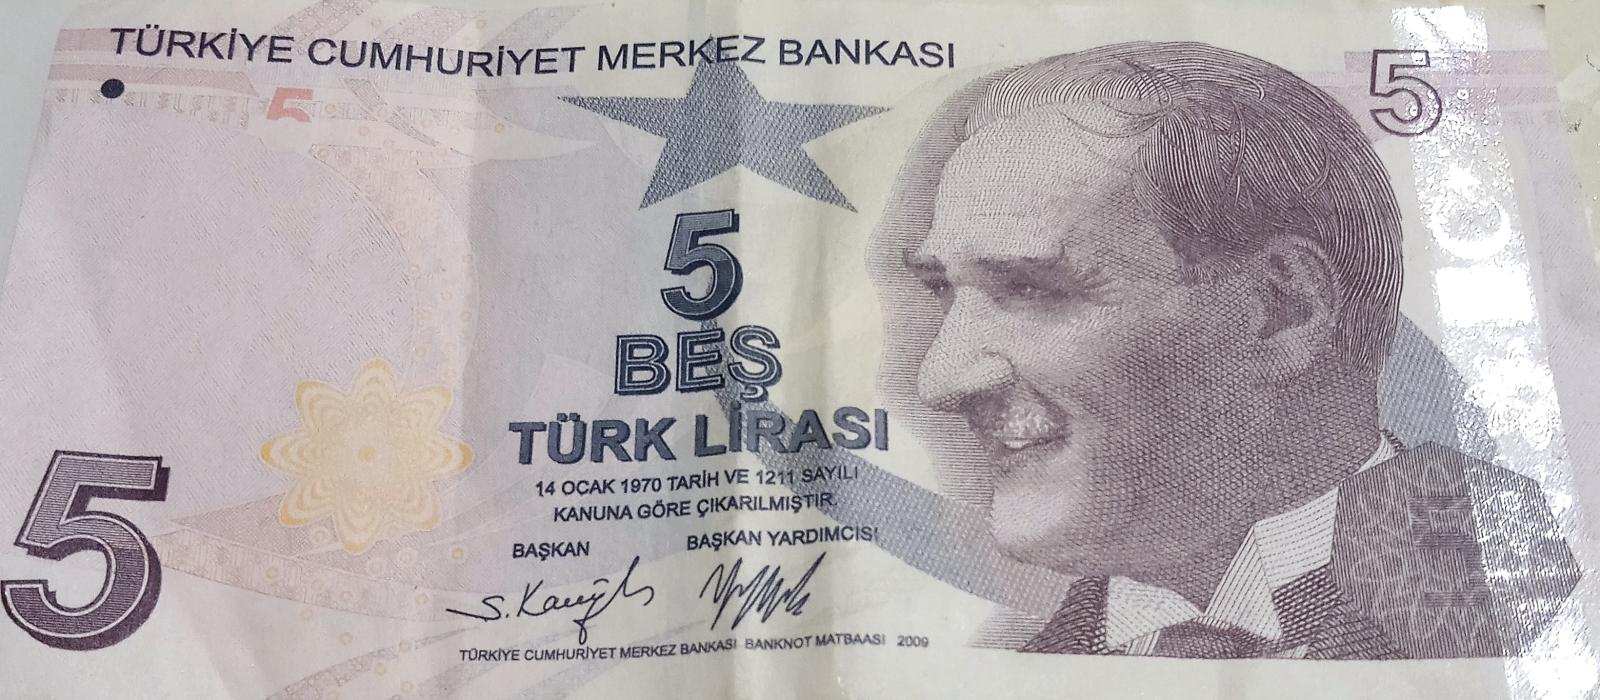 TÜRKİYE CUMHURİYET MERKEZ BANKASI
5
5
5
BEŞ
TÜRK LİRASI
14 OCAK 1970 TARİH VE 1211 SAYILI
KANUNA GÖRE ÇIKARILMIŞTIR.
BAŞKAN BAŞKAN YARDIMCISI
5
TÜRKİYE CUMHURİYET MERKEZ BANKASI BANKNOT MATBAASI 2009